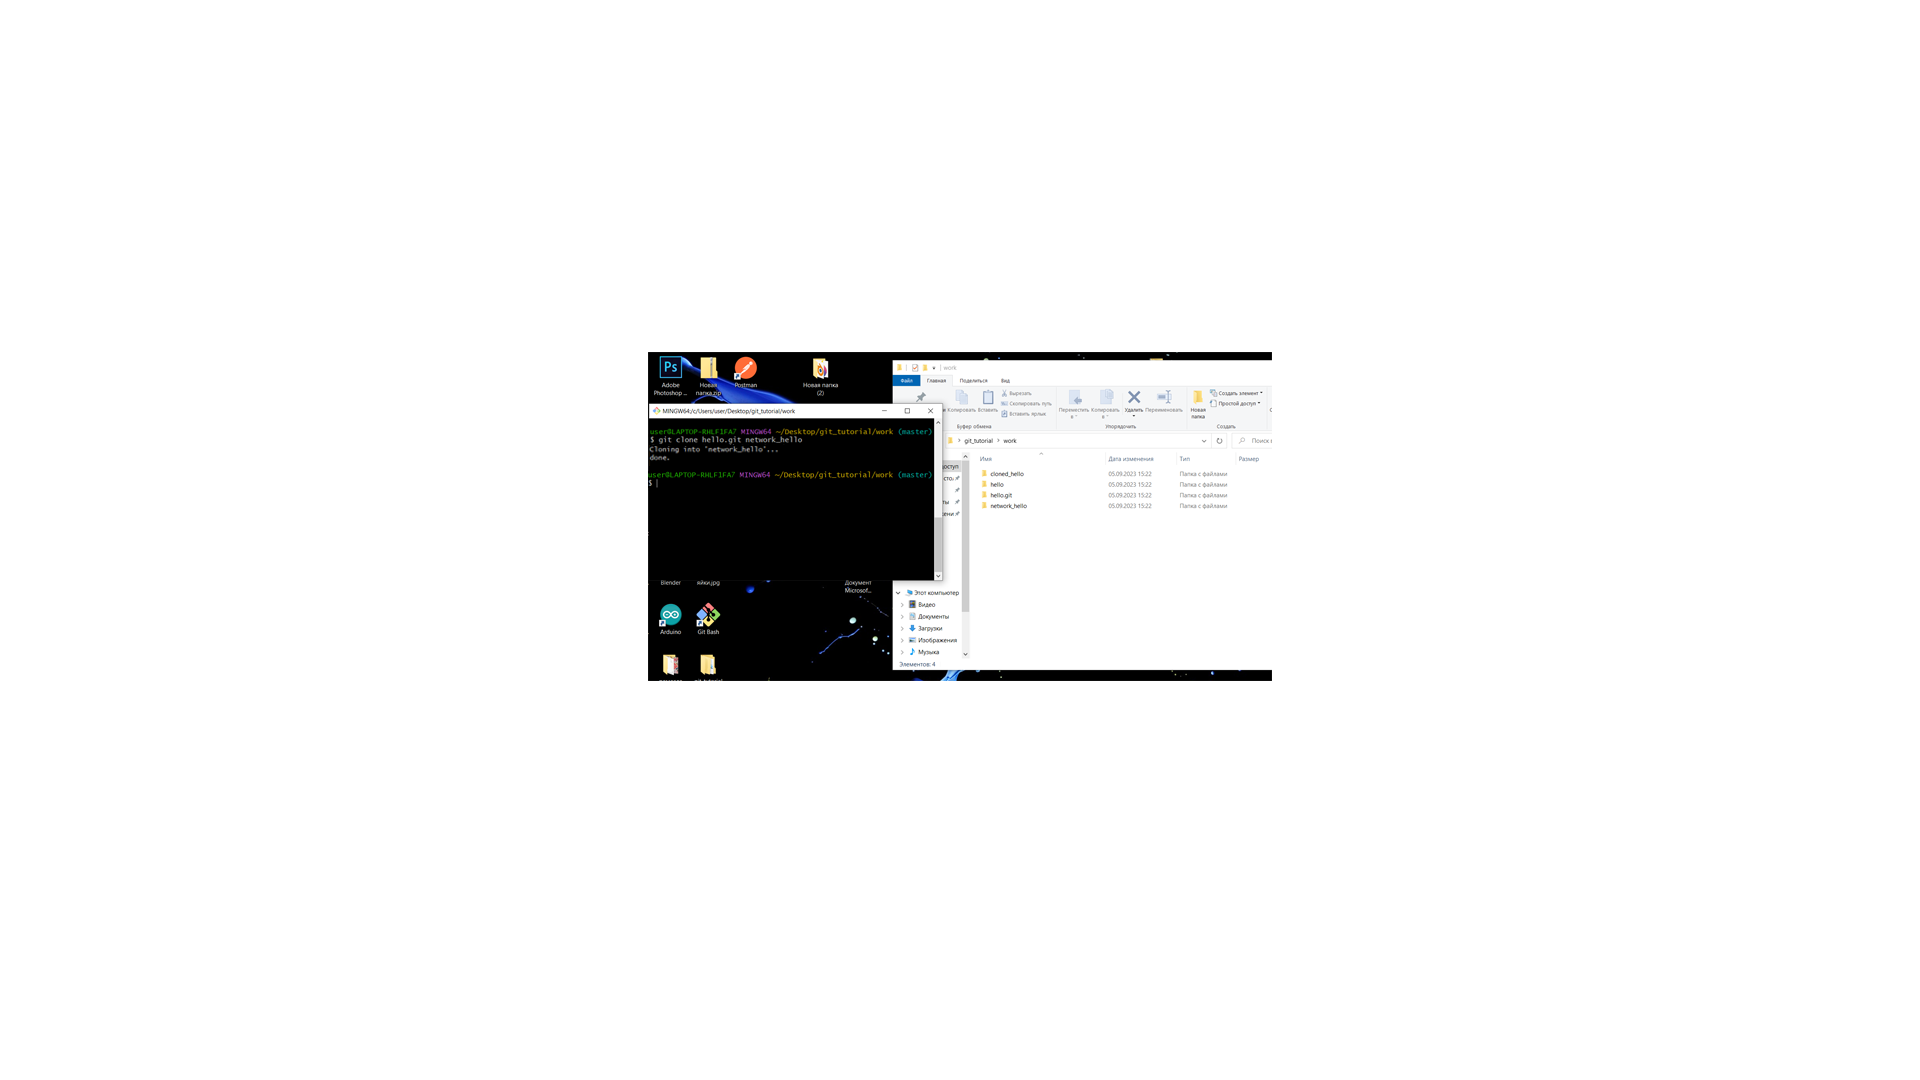 Adobe
Photoshop ...
Новая
папка.zip
Postman
Новая папка
(2)
MINGW64:/c/Users/user/Desktop/git_tutorial/work
user@LAPTOP-RHLFIFA7 MINGW64 ~/Desktop/git_tutorial/work (master)
$ git clone hello.git network_hello
Cloning into 'network_hello'...
done.
user@LAPTOP-RHLFIFA7 MINGW64 ~/Desktop/git_tutorial/work (master)
$
Blender
яйки.jpg
Документ
Microsof...
Arduino
Git Bash
work
Файл Главная Поделиться Вид
Копировать Вставить
Вырезать
Скопировать путь
Вставить ярлык
Буфер обмена
Переместить
в
Копировать
в
Удалить
Переименовать
Упорядочить
Новая
папка
Создать элемент
Простой доступ
Создать
git_tutorial > work
Поиск
Имя Дата изменения Тип Размер
cloned_hello 05.09.2023 15:22 Папка с файлами
hello 05.09.2023 15:22 Папка с файлами
hello.git 05.09.2023 15:22 Папка с файлами
network_hello 05.09.2023 15:22 Папка с файлами
Этот компьютер
Видео
Документы
Загрузки
Изображения
Музыка
Элементов: 4